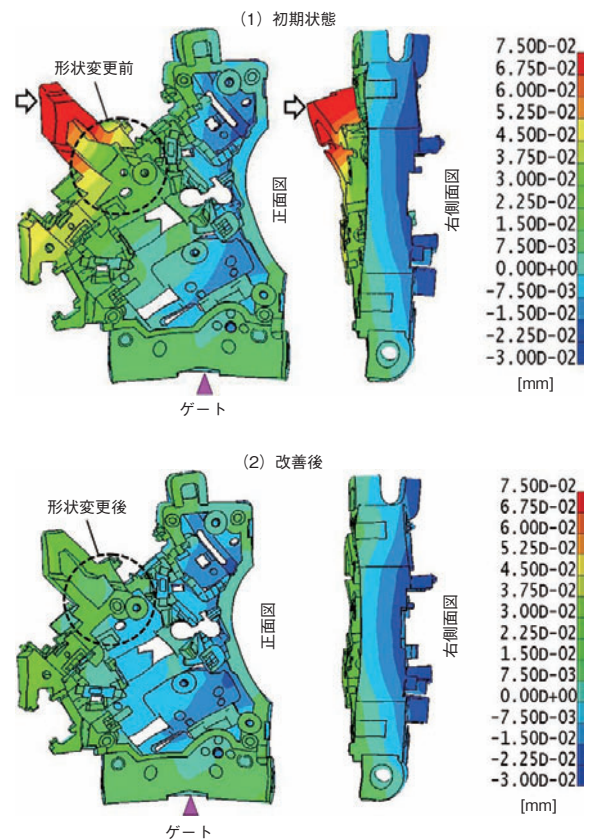 (1) 初期状態
形状変更前
正面図
右側面図
ゲート
7.50D-02
6.75D-02
6.00D-02
5.25D-02
4.50D-02
3.75D-02
3.00D-02
2.25D-02
1.50D-02
7.50D-03
0.00D+00
-7.50D-03
-1.50D-02
-2.25D-02
-3.00D-02
[mm]
(2) 改善後
形状変更後
正面図
右側面図
ゲート
7.50D-02
6.75D-02
6.00D-02
5.25D-02
4.50D-02
3.75D-02
3.00D-02
2.25D-02
1.50D-02
7.50D-03
0.00D+00
-7.50D-03
-1.50D-02
-2.25D-02
-3.00D-02
[mm]